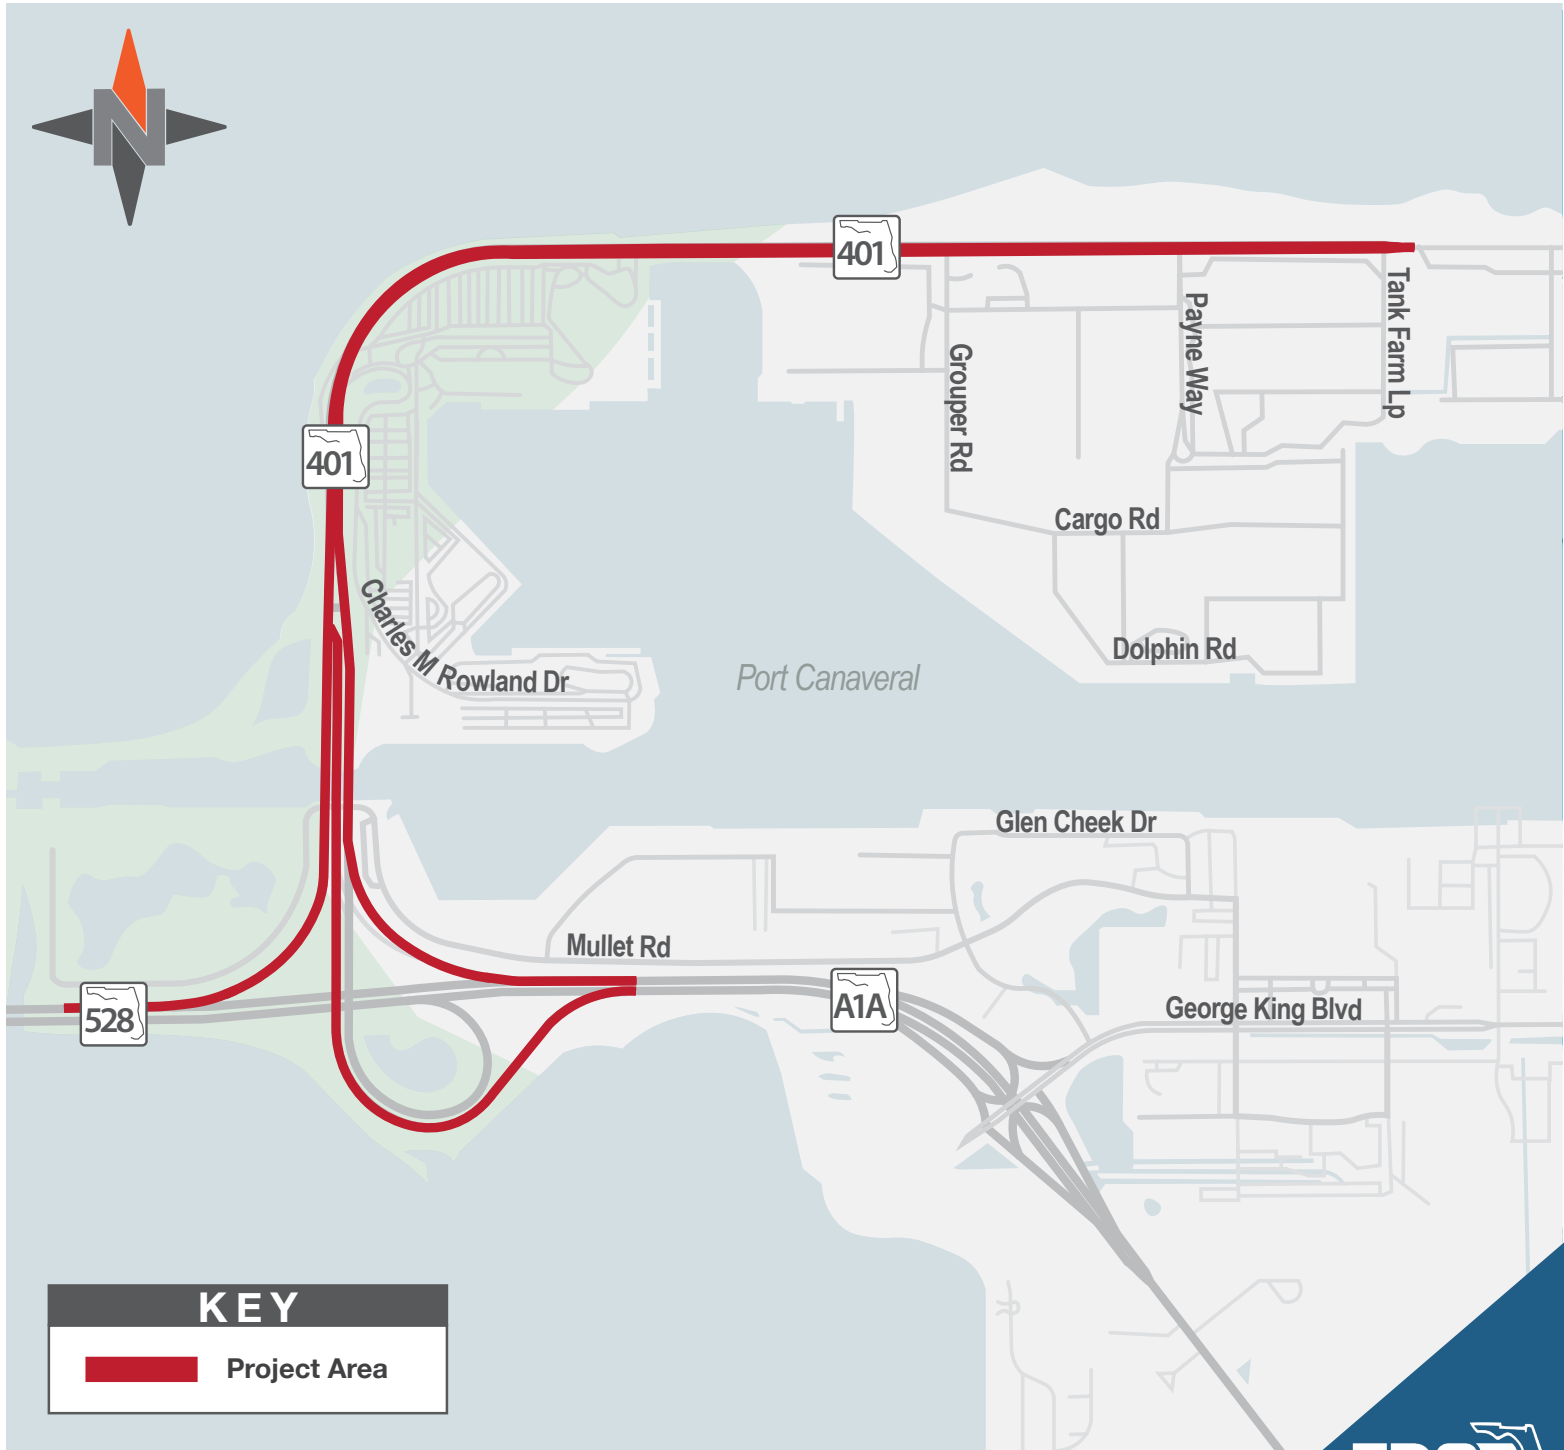 N
401
Tank Farm Lp
Payne Way
Grouper Rd
401
Cargo Rd
Charles M Rowland Dr
Dolphin Rd
Port Canaveral
Glen Cheek Dr
Mullet Rd
528
A1A
George King Blvd
KEY
Project Area